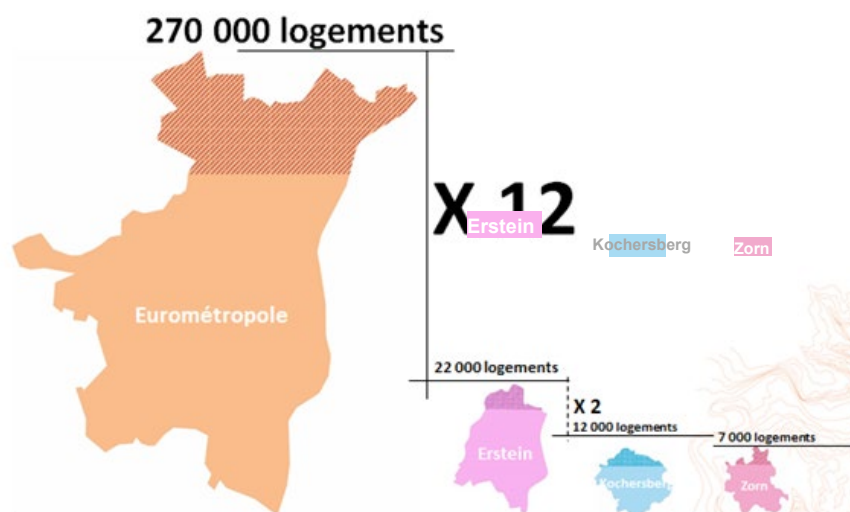 270 000 logements
X 12
Erstein
Kochersberg
Zorn
Eurométropole
22 000 logements
X 2
12 000 logements
7 000 logements
Erstein
Kochersberg
Zorn